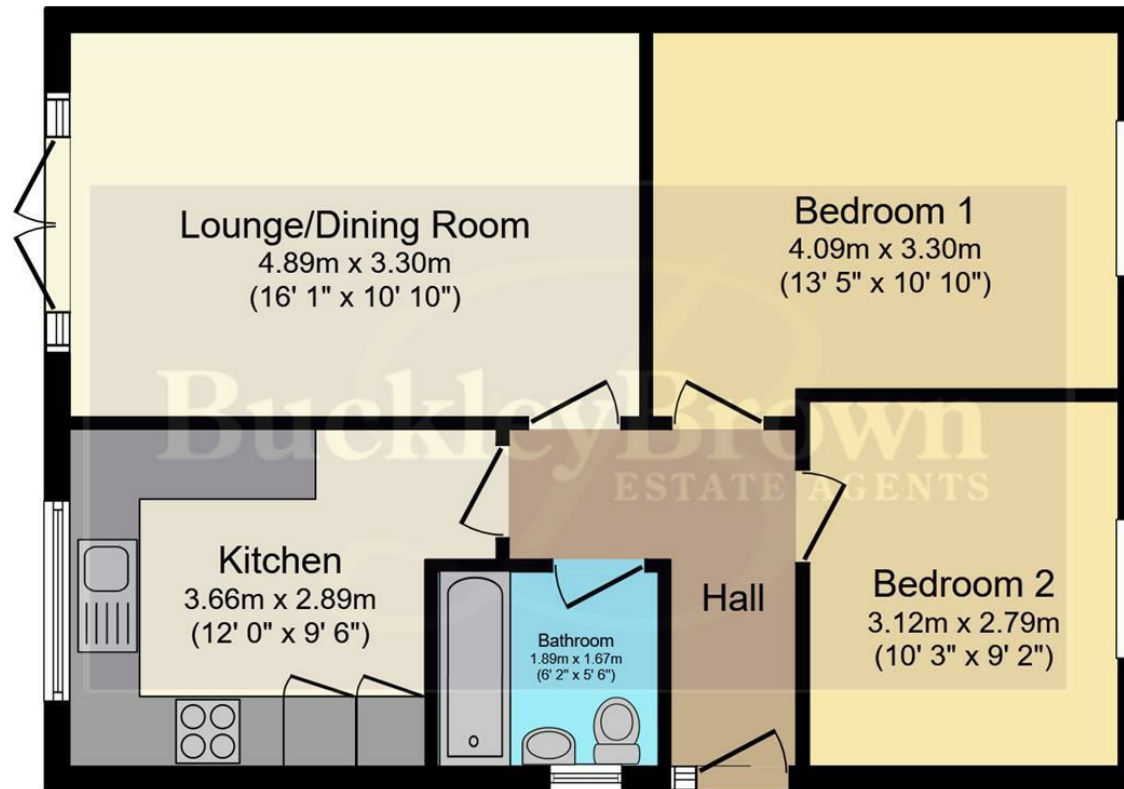 Lounge/Dining Room
4.89m x 3.30m
(16' 1" x 10' 10")
Bedroom 1
4.09m x 3.30m
(13' 5" x 10' 10")
BuckleyBrown
ESTATE AGENTS
Kitchen
3.66m x 2.89m
(12' 0" x 9' 6")
Bathroom
1.89m x 1.67m
(6' 2" x 5' 6")
Hall
Bedroom 2
3.12m x 2.79m
(10' 3" x 9' 2")